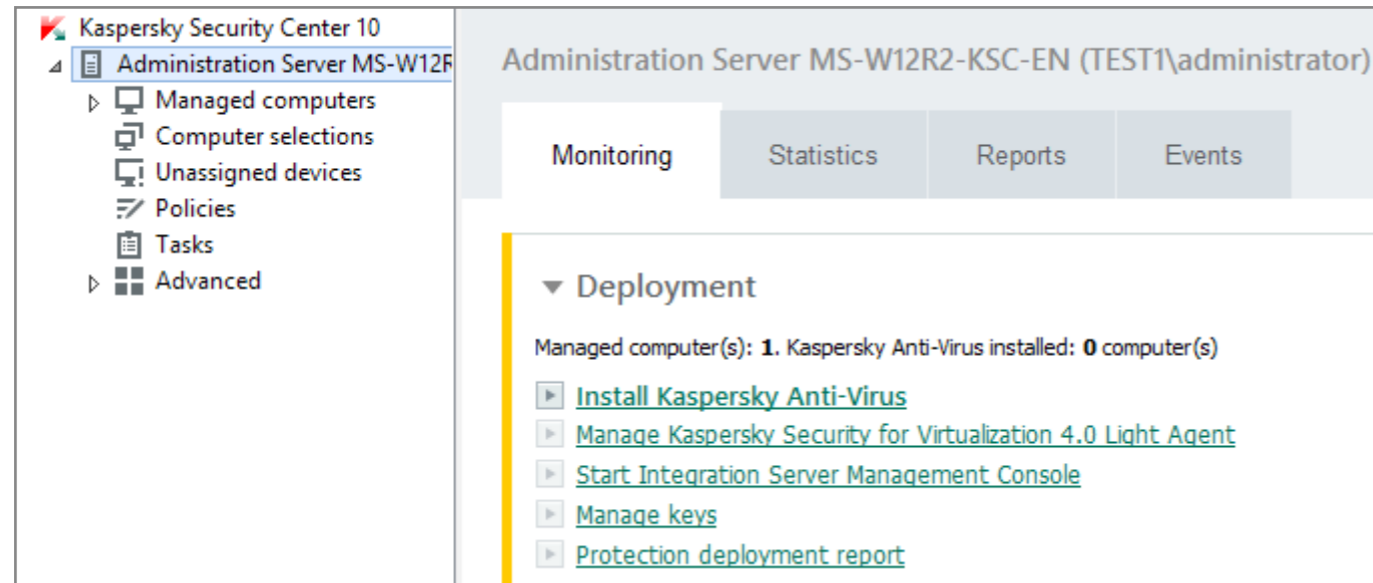 Kaspersky Security Center 10
Administration Server MS-W12R
Managed computers
Computer selections
Unassigned devices
Policies
Tasks
Advanced
Administration Server MS-W12R2-KSC-EN (TEST1\administrator)
Monitoring Statistics Reports Events
Deployment
Managed computer(s): 1. Kaspersky Anti-Virus installed: 0 computer(s)
Install Kaspersky Anti-Virus
Manage Kaspersky Security for Virtualization 4.0 Light Agent
Start Integration Server Management Console
Manage keys
Protection deployment report